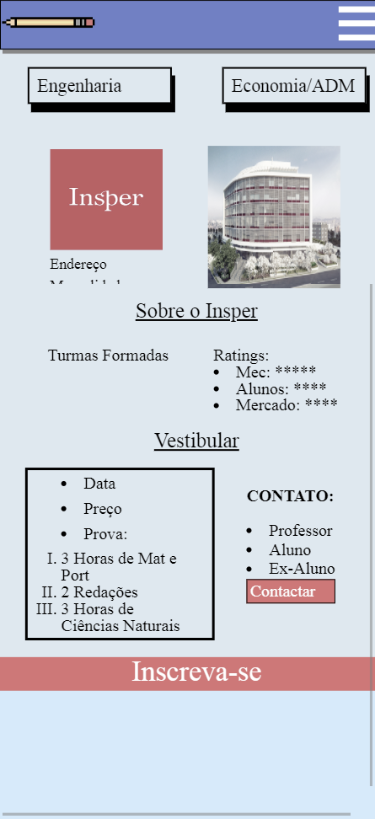 Engenharia
Economia/ADM
Insper
Endereço
Sobre o Insper
Turmas Formadas
Ratings:
• Mec: *****
• Alunos: ****
• Mercado: ****
Vestibular
• Data
• Preço
• Prova:
I. 3 Horas de Mat e
Port
II. 2 Redações
III. 3 Horas de
Ciências Naturais
CONTATO:
• Professor
• Aluno
• Ex-Aluno
Contactar
Inscreva-se